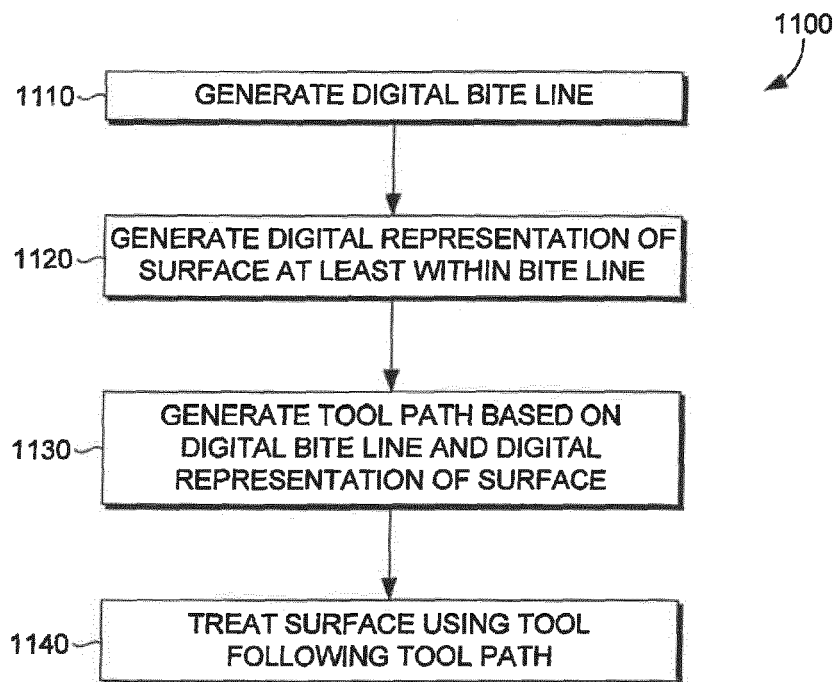 1100
1110
GENERATE DIGITAL BITE LINE
1120
GENERATE DIGITAL REPRESENTATION OF
SURFACE AT LEAST WITHIN BITE LINE
1130
GENERATE TOOL PATH BASED ON
DIGITAL BITE LINE AND DIGITAL
REPRESENTATION OF SURFACE
1140
TREAT SURFACE USING TOOL
FOLLOWING TOOL PATH